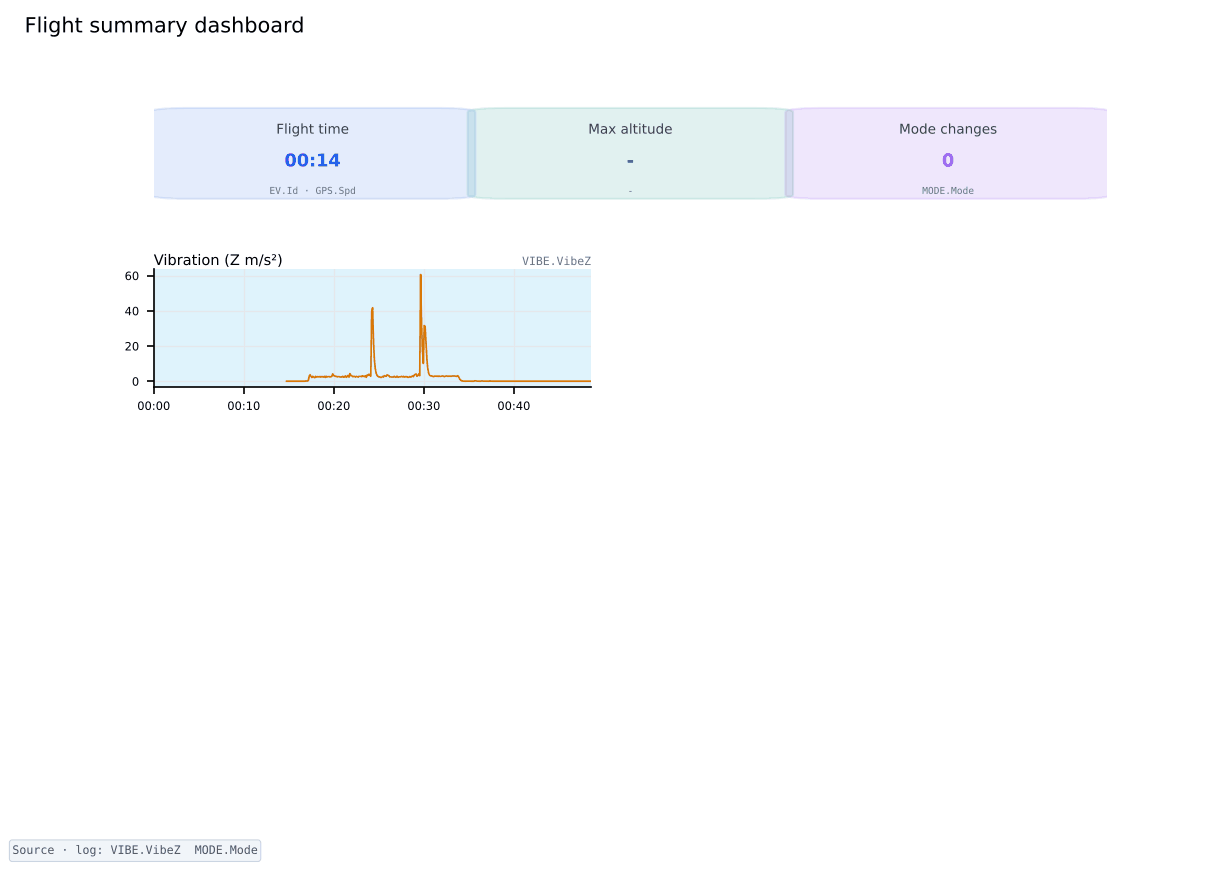 Flight summary dashboard
Flight time
00:14
EV.Id · GPS.Spd
Max altitude
-
-
Mode changes
0
MODE.Mode
Vibration (Z m/s²)
VIBE.VibeZ
60
40
20
0
00:00 00:10 00:20 00:30 00:40
Source · log: VIBE.VibeZ  MODE.Mode